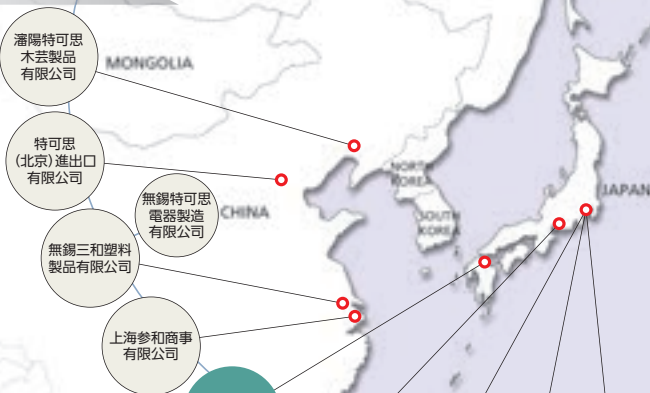 瀋陽特可思
木芸製品
有限公司
MONGOLIA
特可思
(北京)進出口
有限公司
無錫特可思
電器製造
有限公司
CHINA
NORTH
KOREA
SOUTH
KOREA
JAPAN
無錫三和塑料
製品有限公司
上海参和商事
有限公司